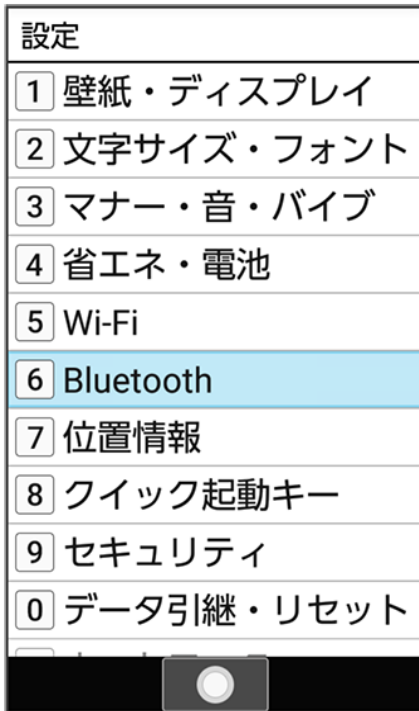 設定
1 壁紙・ディスプレイ
2 文字サイズ・フォント
3 マナー・音・バイブ
4 省エネ・電池
5 Wi-Fi
6 Bluetooth
7 位置情報
8 クイック起動キー
9 セキュリティ
0 データ引継・リセット